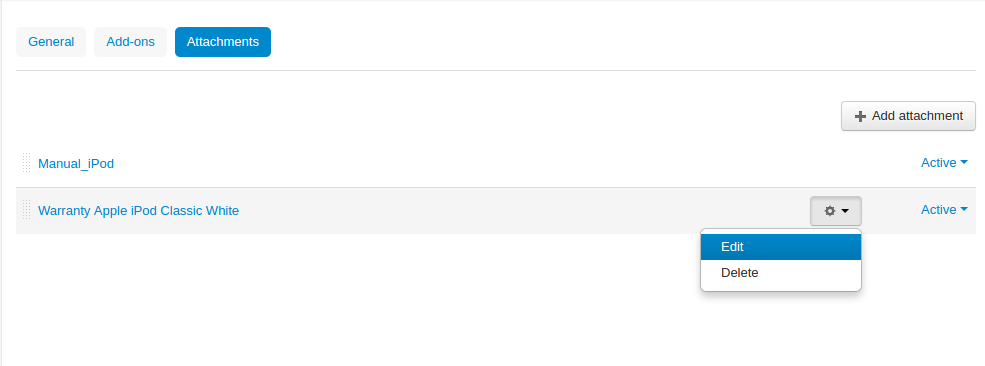 General Add-ons Attachments
Add attachment
Manual_iPod Active
Warranty Apple iPod Classic White Active
Edit
Delete